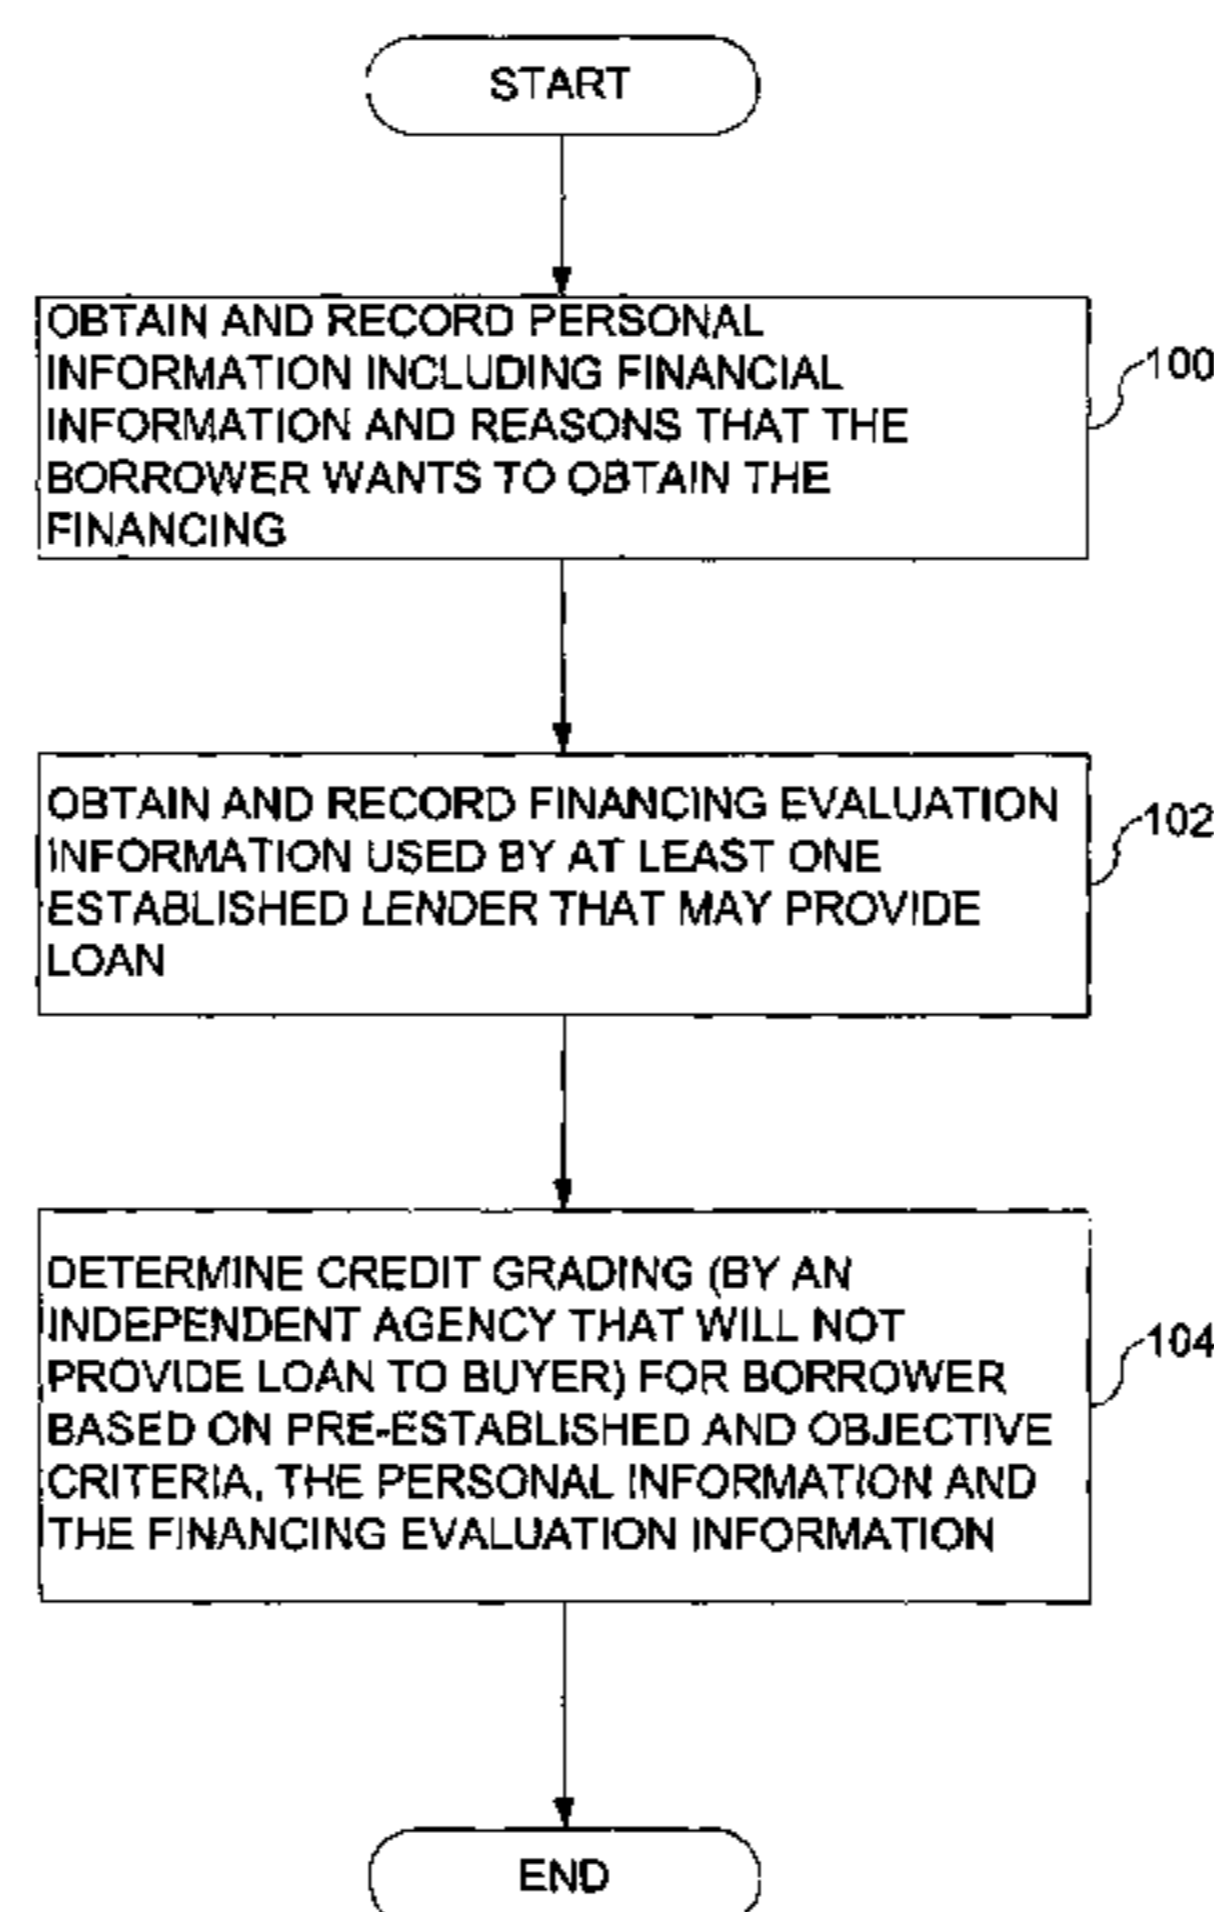 START
OBTAIN AND RECORD PERSONAL
INFORMATION INCLUDING FINANCIAL
INFORMATION AND REASONS THAT THE
BORROWER WANTS TO OBTAIN THE
FINANCING
100
OBTAIN AND RECORD FINANCING EVALUATION
INFORMATION USED BY AT LEAST ONE
ESTABLISHED LENDER THAT MAY PROVIDE
LOAN
102
DETERMINE CREDIT GRADING (BY AN
INDEPENDENT AGENCY THAT WILL NOT
PROVIDE LOAN TO BUYER) FOR BORROWER
BASED ON PRE-ESTABLISHED AND OBJECTIVE
CRITERIA, THE PERSONAL INFORMATION AND
THE FINANCING EVALUATION INFORMATION
104
END